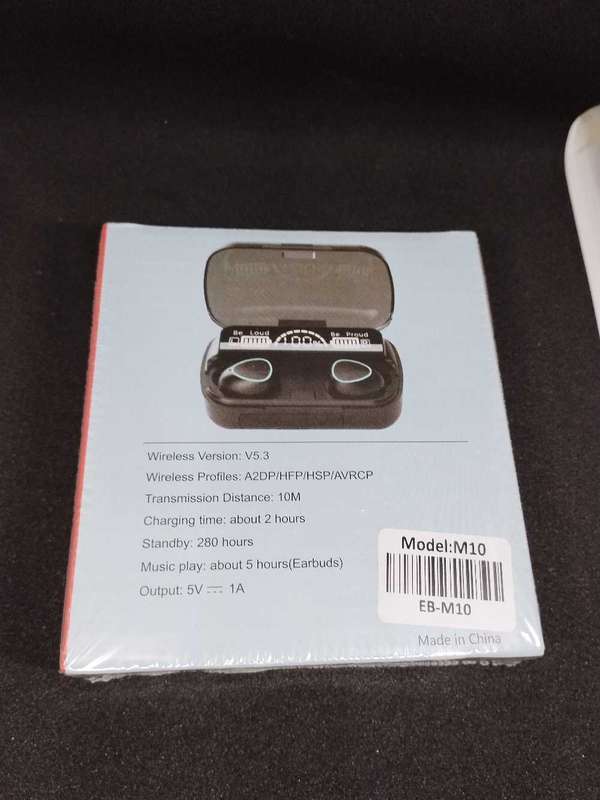 Be Loud
Be Proud
100%
Wireless Version: V5.3
Wireless Profiles: A2DP/HFP/HSP/AVRCP
Transmission Distance: 10M
Charging time: about 2 hours
Standby: 280 hours
Music play: about 5 hours(Earbuds)
Output: 5V⎓1A
Model:M10
EB-M10
Made in China